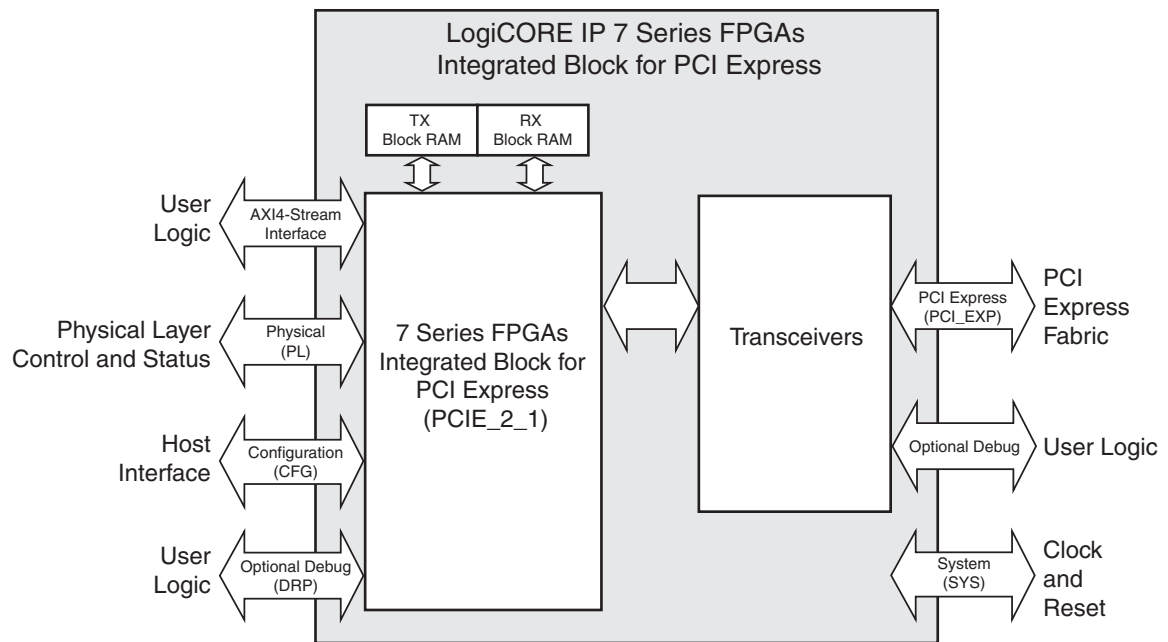 LogiCORE IP 7 Series FPGAs
Integrated Block for PCI Express
TX
Block RAM
RX
Block RAM
User
Logic
AXI4-Stream
Interface
Physical Layer
Control and Status
Physical
(PL)
Host
Interface
Configuration
(CFG)
User
Logic
Optional Debug
(DRP)
7 Series FPGAs
Integrated Block for
PCI Express
(PCIE_2_1)
Transceivers
PCI Express
(PCI_EXP)
PCI
Express
Fabric
Optional Debug
User Logic
System
(SYS)
Clock
and
Reset